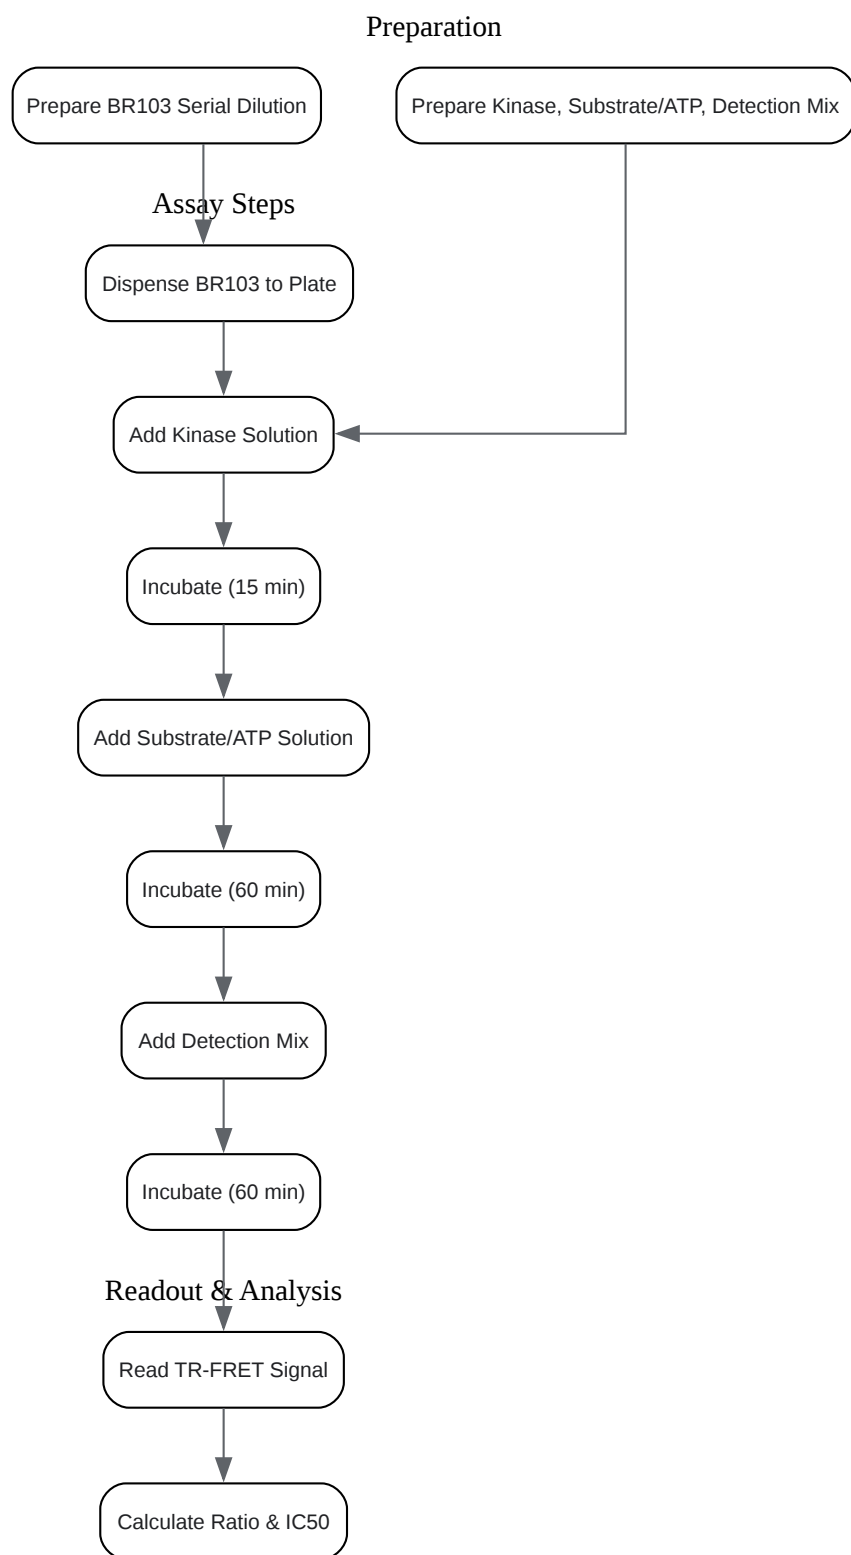 Preparation
Prepare BR103 Serial Dilution
Prepare Kinase, Substrate/ATP, Detection Mix
Assay Steps
Dispense BR103 to Plate
Add Kinase Solution
Incubate (15 min)
Add Substrate/ATP Solution
Incubate (60 min)
Add Detection Mix
Incubate (60 min)
Readout & Analysis
Read TR-FRET Signal
Calculate Ratio & IC50